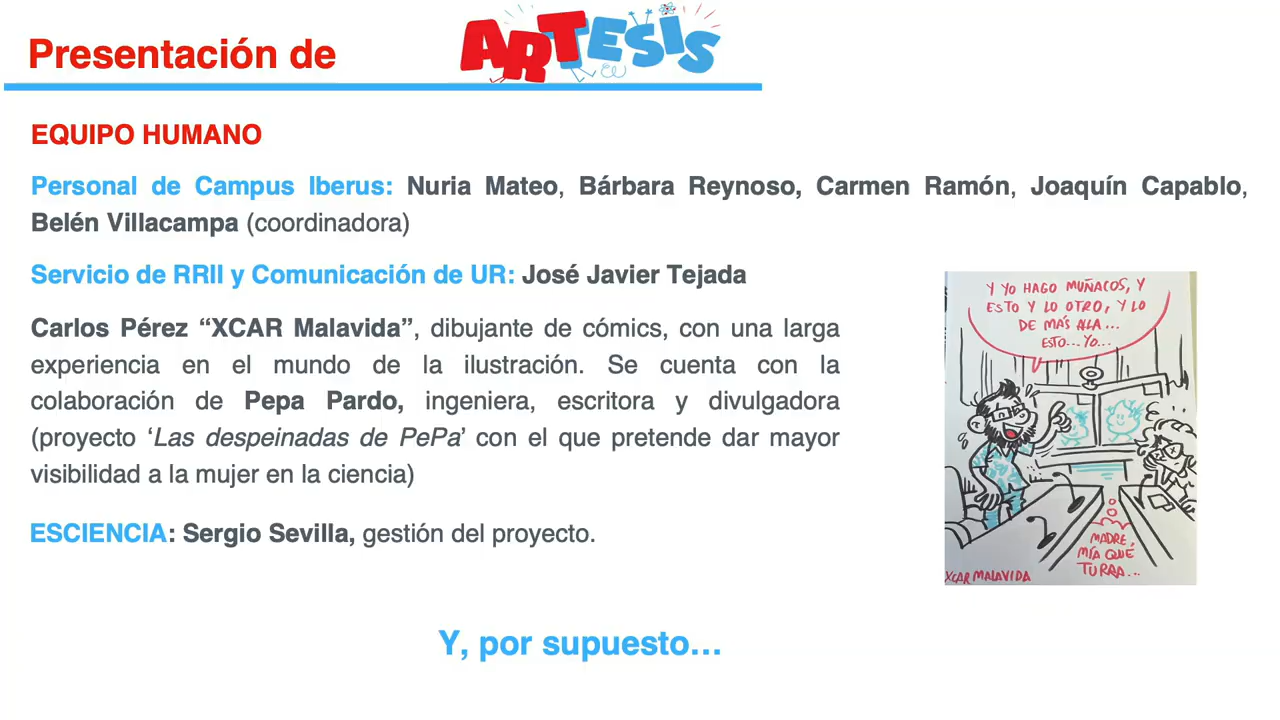 Presentación de ARTESIS
EQUIPO HUMANO
Personal de Campus Iberus: Nuria Mateo, Bárbara Reynoso, Carmen Ramón, Joaquín Capablo,
Belén Villacampa (coordinadora)
Servicio de RRII y Comunicación de UR: José Javier Tejada
Carlos Pérez “XCAR Malavida”, dibujante de cómics, con una larga
experiencia en el mundo de la ilustración. Se cuenta con la
colaboración de Pepa Pardo, ingeniera, escritora y divulgadora
(proyecto ‘Las despeinadas de PePa’ con el que pretende dar mayor
visibilidad a la mujer en la ciencia)
ESCIENCIA: Sergio Sevilla, gestión del proyecto.
Y YO HAGO MUÑACOS, Y
ESTO Y LO OTRO, Y LO
DE MÁS ALLA...
ESTO...YO...
MADRE,
MÍA QUÉ
TURRA...
XCAR MALAVIDA
Y, por supuesto...